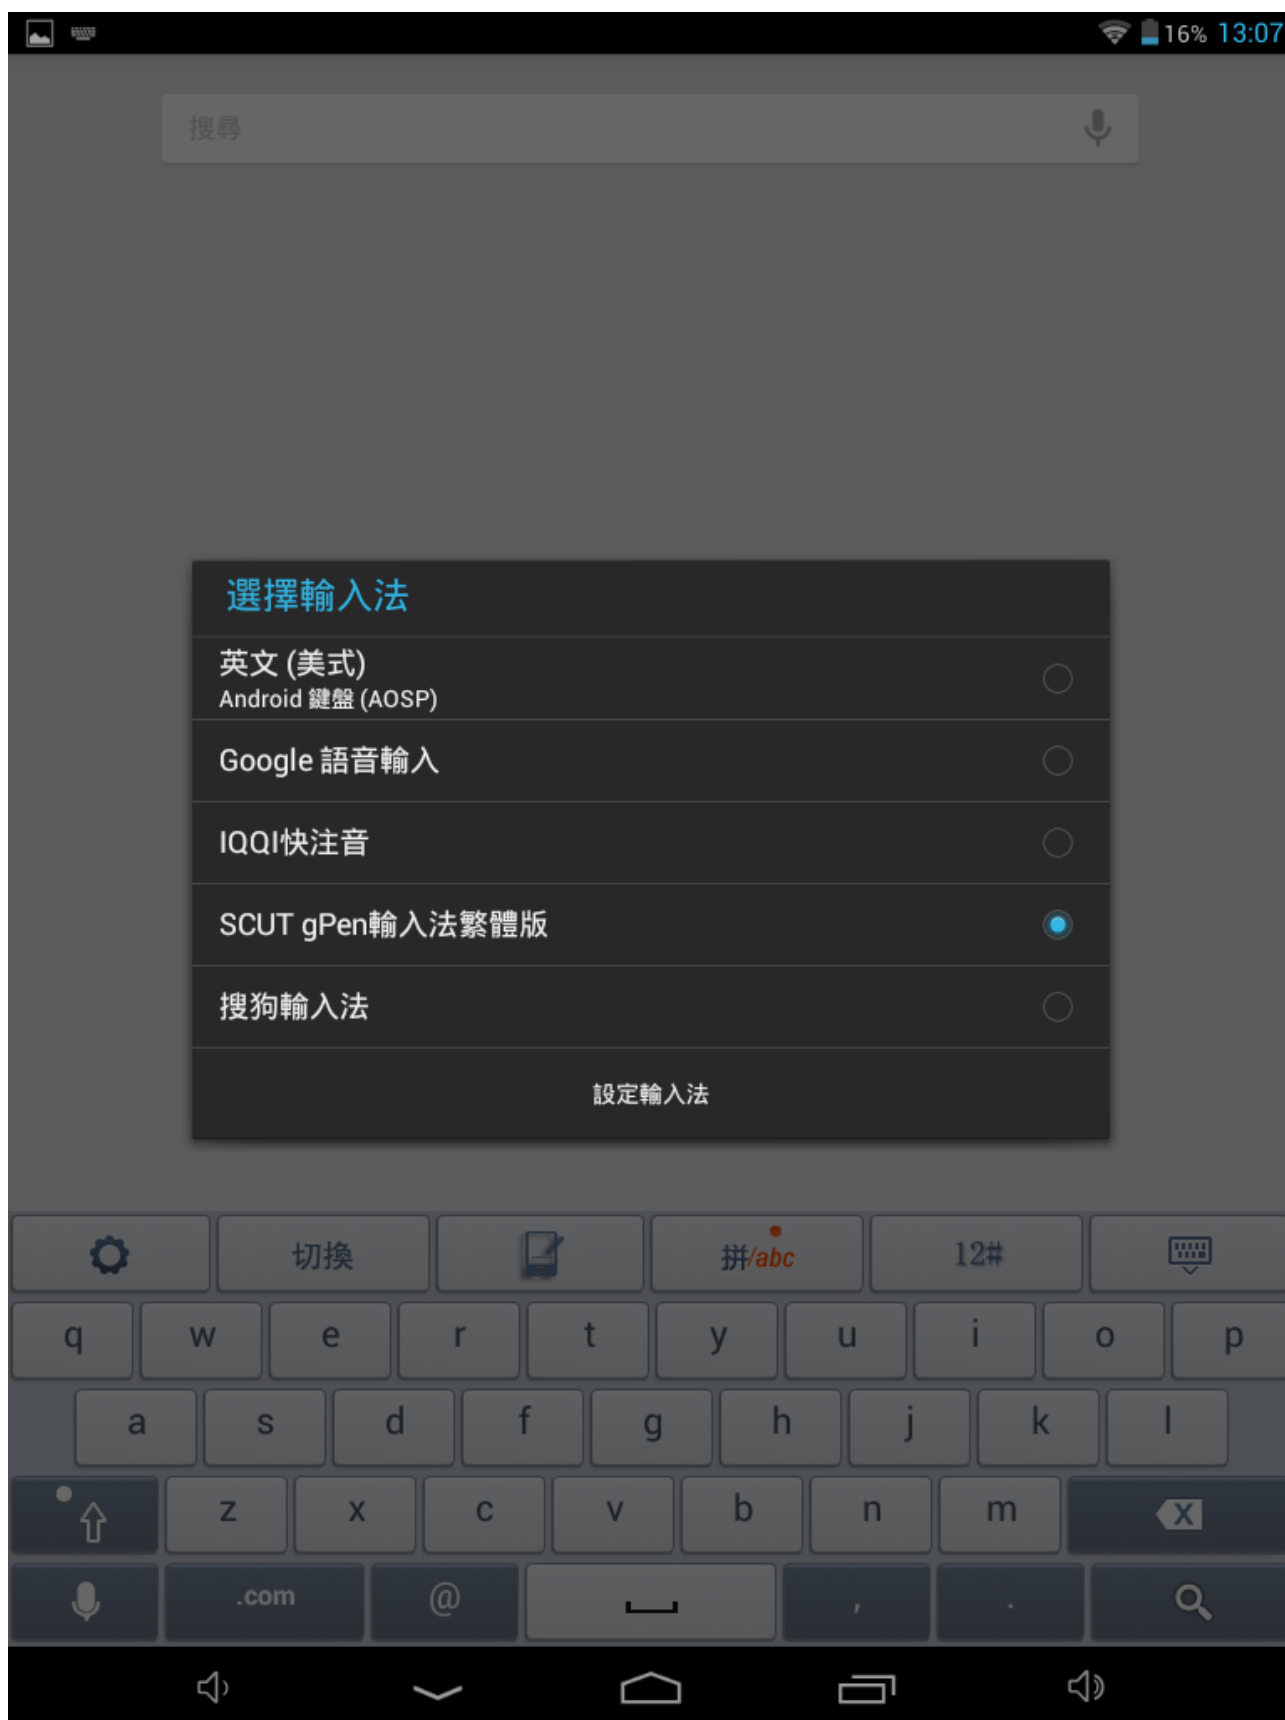 16% 13:07
搜尋
選擇輸入法
英文 (美式)
Android 鍵盤 (AOSP)
Google 語音輸入
IQQI快注音
SCUT gPen輸入法繁體版
搜狗輸入法
設定輸入法
切換 拼/abc 12#
q w e r t y u i o p
a s d f g h j k l
z x c v b n m X
.com @ , .